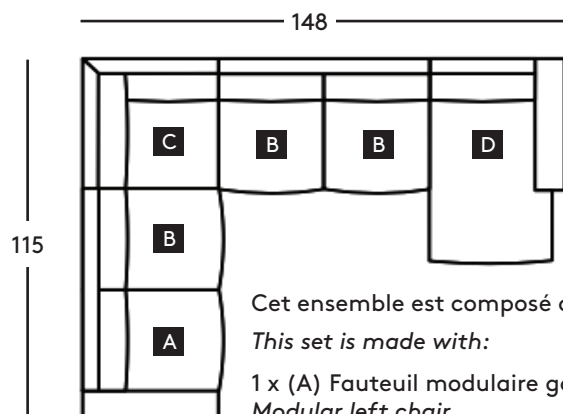 148
C B B D
B
115
A
Cet ensemble est composé
This set is made with:
1 x (A) Fauteuil modulaire
Modular left chair